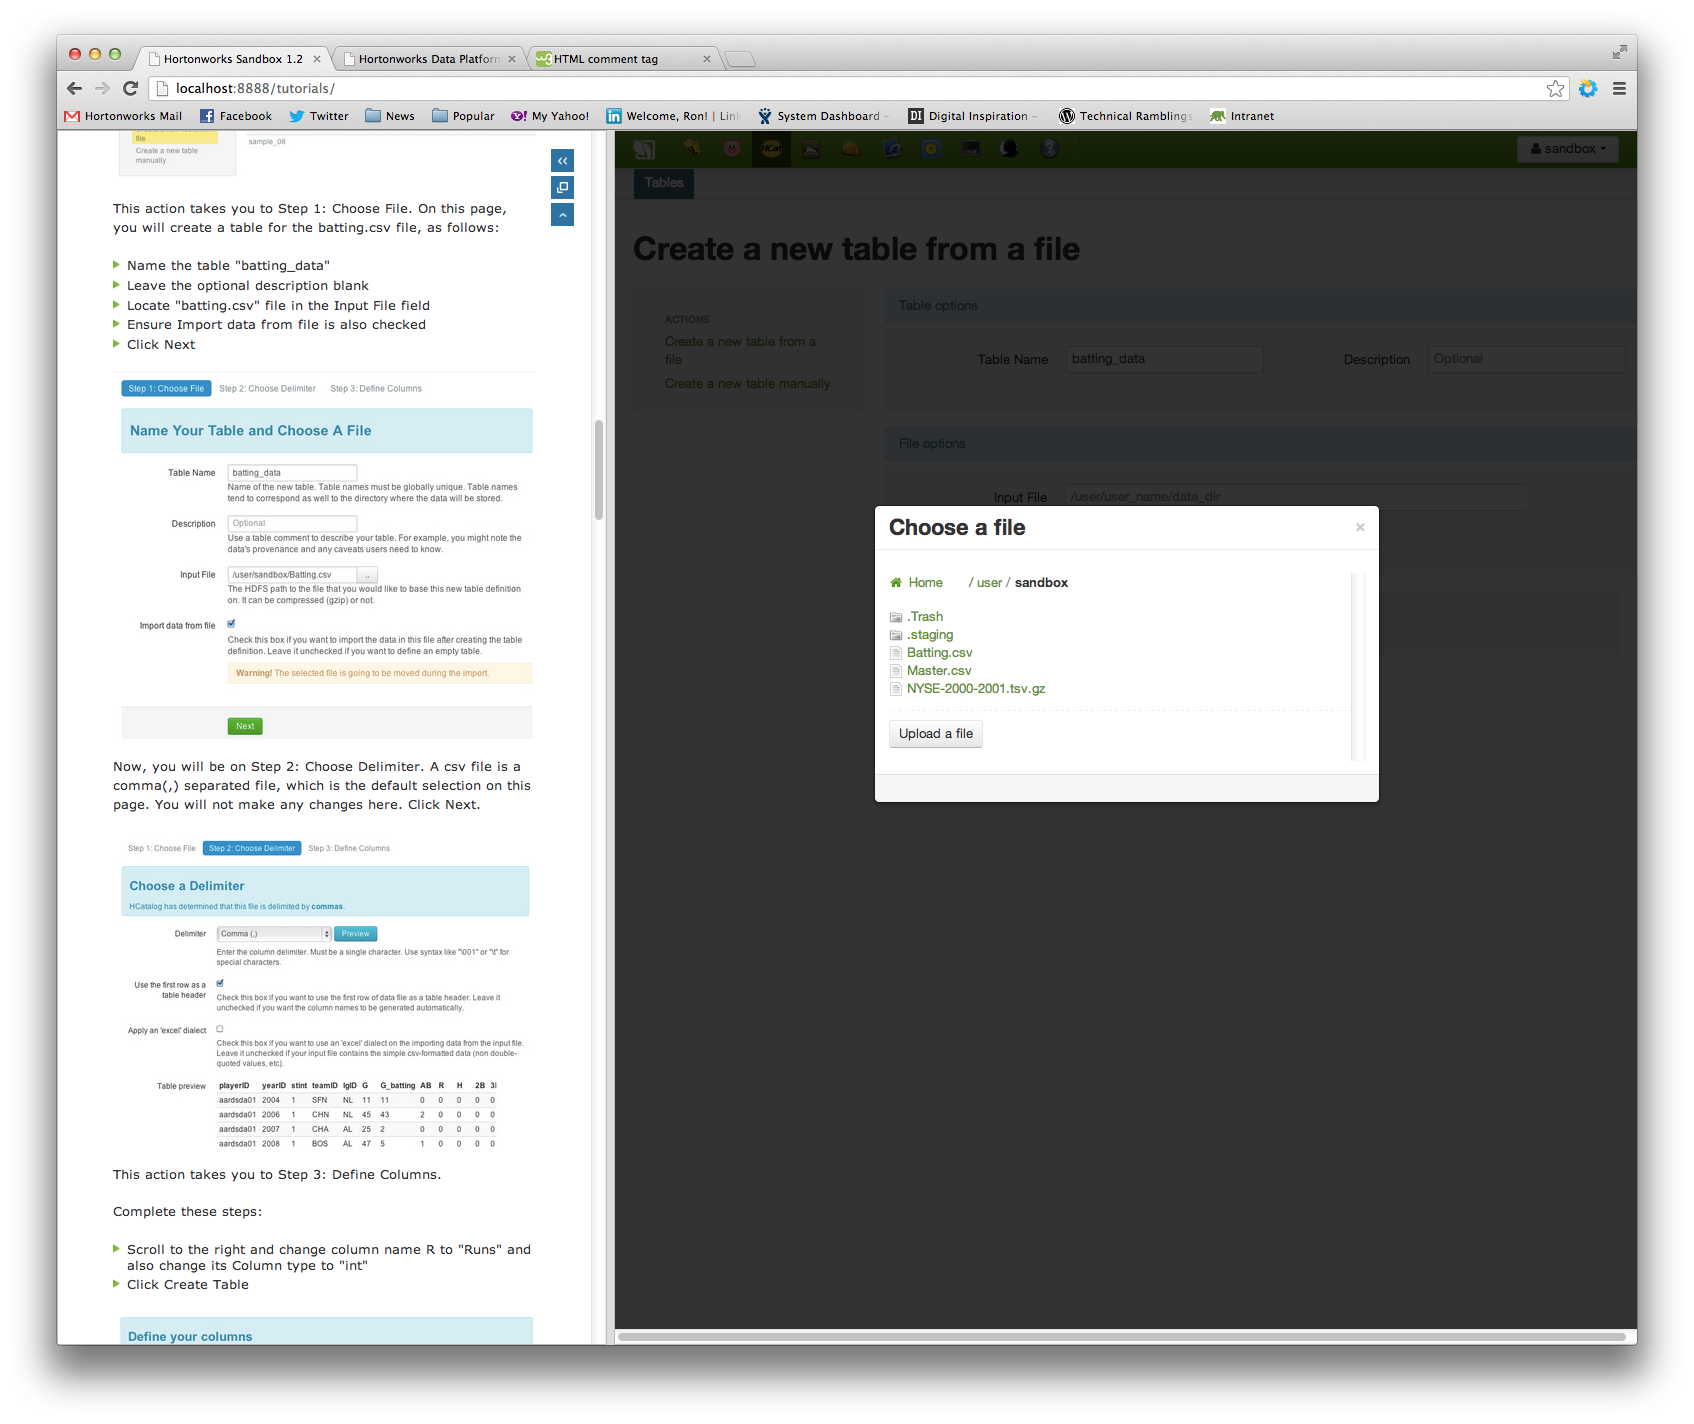 Hortonworks Sandbox 1.2
Hortonworks Data Platforn
HTML comment tag
localhost:8888/tutorials/
Hortonworks Mail
Facebook
Twitter
News
Popular
My Yahoo!
Welcome, Ron! | Link
System Dashboard –
Digital Inspiration –
Technical Ramblings
Intranet
file
Create a new table
manually
sample_08
This action takes you to Step 1: Choose File. On this page,
you will create a table for the batting.csv file, as follows:
Name the table "batting_data"
Leave the optional description blank
Locate "batting.csv" file in the Input File field
Ensure Import data from file is also checked
Click Next
Step 1: Choose File Step 2: Choose Delimiter Step 3: Define Columns
Name Your Table and Choose A File
Table Name batting_data
Name of the new table. Table names must be globally unique. Table names
tend to correspond as well to the directory where the data will be stored.
Description Optional
Use a table comment to describe your table. For example, you might note the
data's provenance and any caveats users need to know.
Input File /user/sandbox/Batting.csv ..
The HDFS path to the file that you would like to base this new table definition
on. It can be compressed (gzip) or not.
Import data from file
Check this box if you want to import the data in this file after creating the table
definition. Leave it unchecked if you want to define an empty table.
Warning! The selected file is going to be moved during the import.
Next
Now, you will be on Step 2: Choose Delimiter. A csv file is a
comma(,) separated file, which is the default selection on this
page. You will not make any changes here. Click Next.
Step 1: Choose File Step 2: Choose Delimiter Step 3: Define Columns
Choose a Delimiter
HCatalog has determined that this file is delimited by commas.
Delimiter Comma (,) Preview
Enter the column delimiter. Must be a single character. Use syntax like "\001" or "\t" for
special characters.
Use the first row as a
table header
Check this box if you want to use the first row of data file as a table header. Leave it
unchecked if you want the column names to be generated automatically.
Apply an 'excel' dialect
Check this box if you want to use an 'excel' dialect on the importing data from the input file.
Leave it unchecked if your input file contains the simple csv-formatted data (non double-
quoted values, etc).
Table preview playerID yearID stint teamID lgID G G_batting AB R H 2B 3I
aardsda01 2004 1 SFN NL 11 11 0 0 0 0 0
aardsda01 2006 1 CHN NL 45 43 2 0 0 0 0
aardsda01 2007 1 CHA AL 25 2 0 0 0 0 0
aardsda01 2008 1 BOS AL 47 5 1 0 0 0 0
This action takes you to Step 3: Define Columns.
Complete these steps:
Scroll to the right and change column name R to "Runs" and
also change its Column type to "int"
Click Create Table
Define your columns
HCat
sandbox
Tables
Create a new table from a file
ACTIONS
Create a new table from a
file
Create a new table manually
Table options
Table Name batting_data Description Optional
File options
Input File /user/user_name/data_dir
Choose a file ×
Home / user / sandbox
.Trash
.staging
Batting.csv
Master.csv
NYSE-2000-2001.tsv.gz
Upload a file